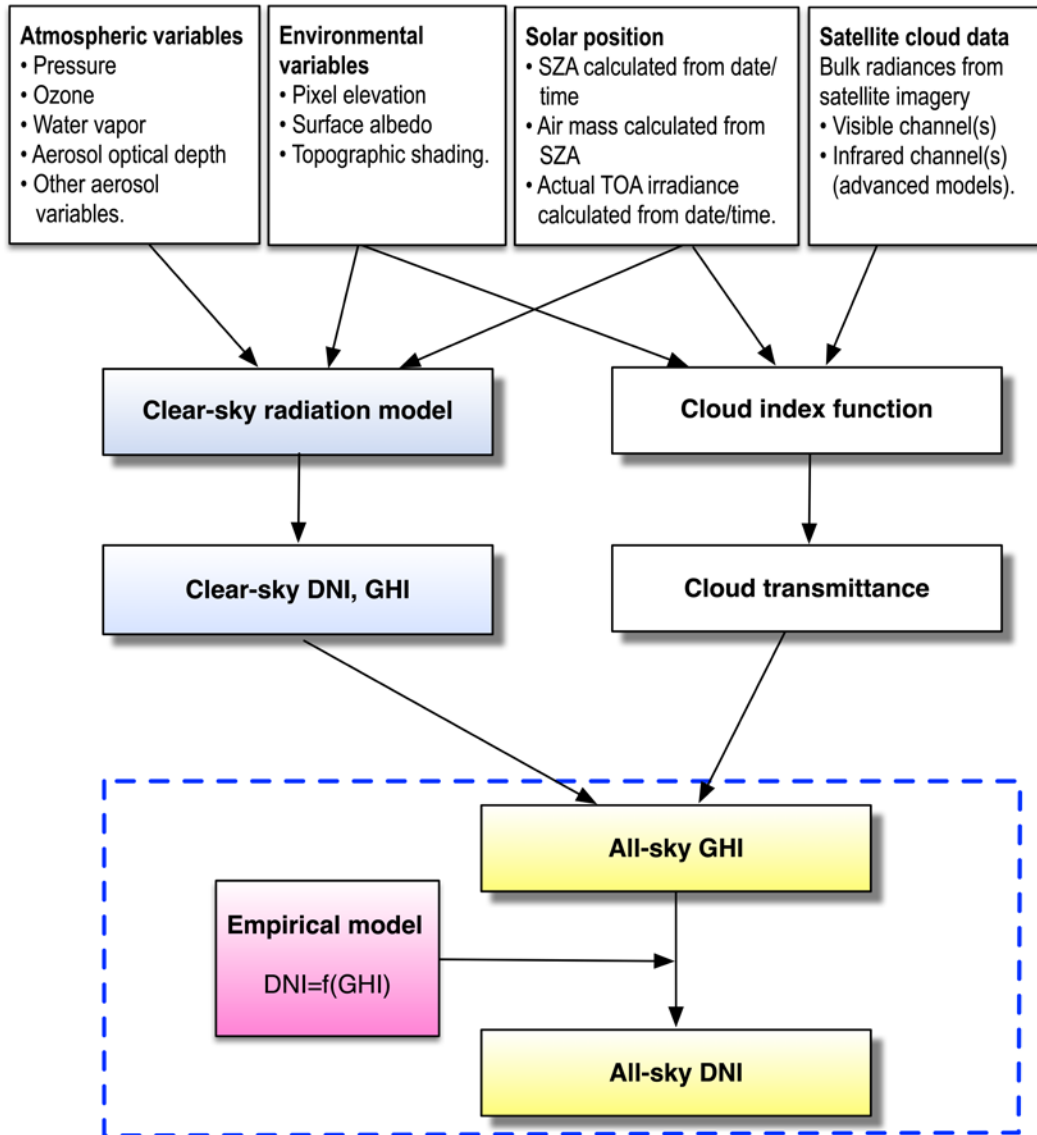 Atmospheric variables
• Pressure
• Ozone
• Water vapor
• Aerosol optical depth
• Other aerosol
variables.
Environmental
variables
• Pixel elevation
• Surface albedo
• Topographic shading.
Solar position
• SZA calculated from date/
time
• Air mass calculated from
SZA
• Actual TOA irradiance
calculated from date/time.
Satellite cloud data
Bulk radiances from
satellite imagery
• Visible channel(s)
• Infrared channel(s)
(advanced models).
Clear-sky radiation model
Cloud index function
Clear-sky DNI, GHI
Cloud transmittance
All-sky GHI
Empirical model
DNI=f(GHI)
All-sky DNI